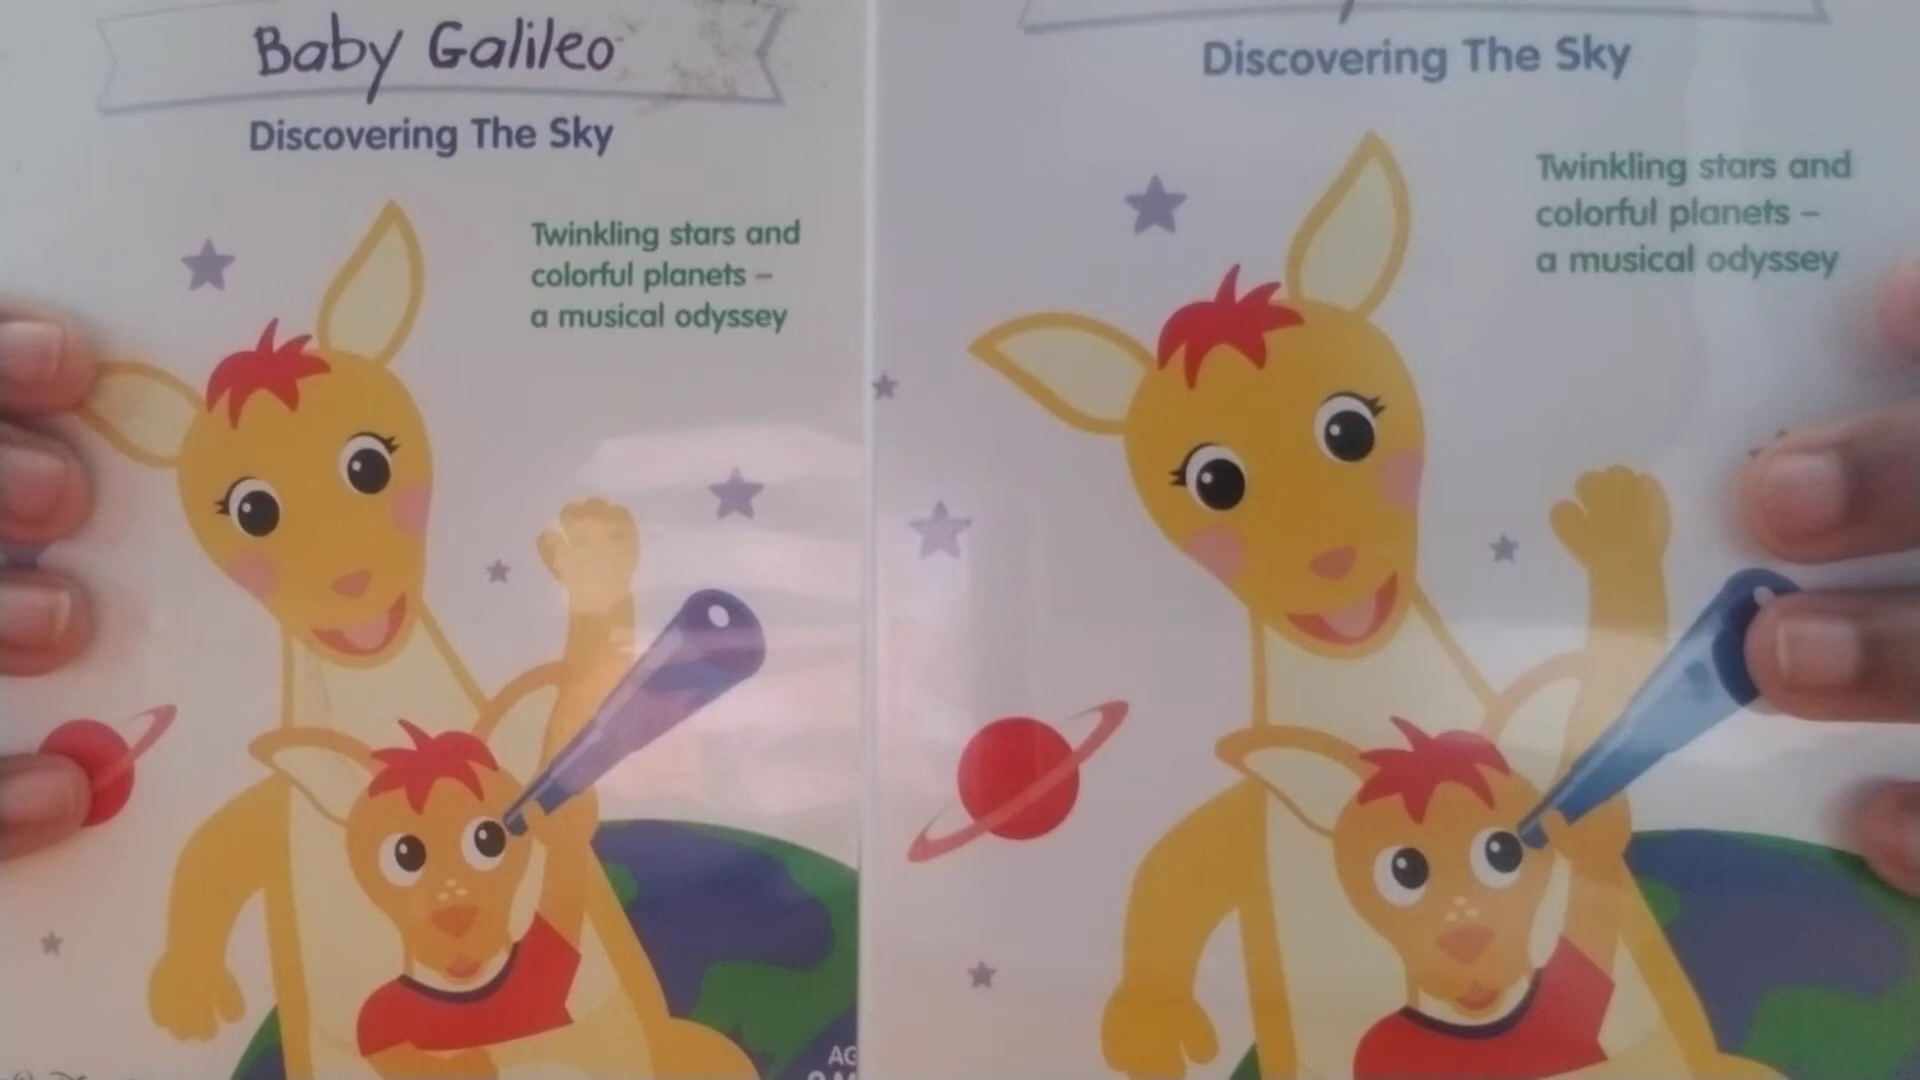 Baby Galileo
Discovering The Sky
Twinkling stars and
colorful planets –
a musical odyssey
Discovering The Sky
Twinkling stars and
colorful planets –
a musical odyssey